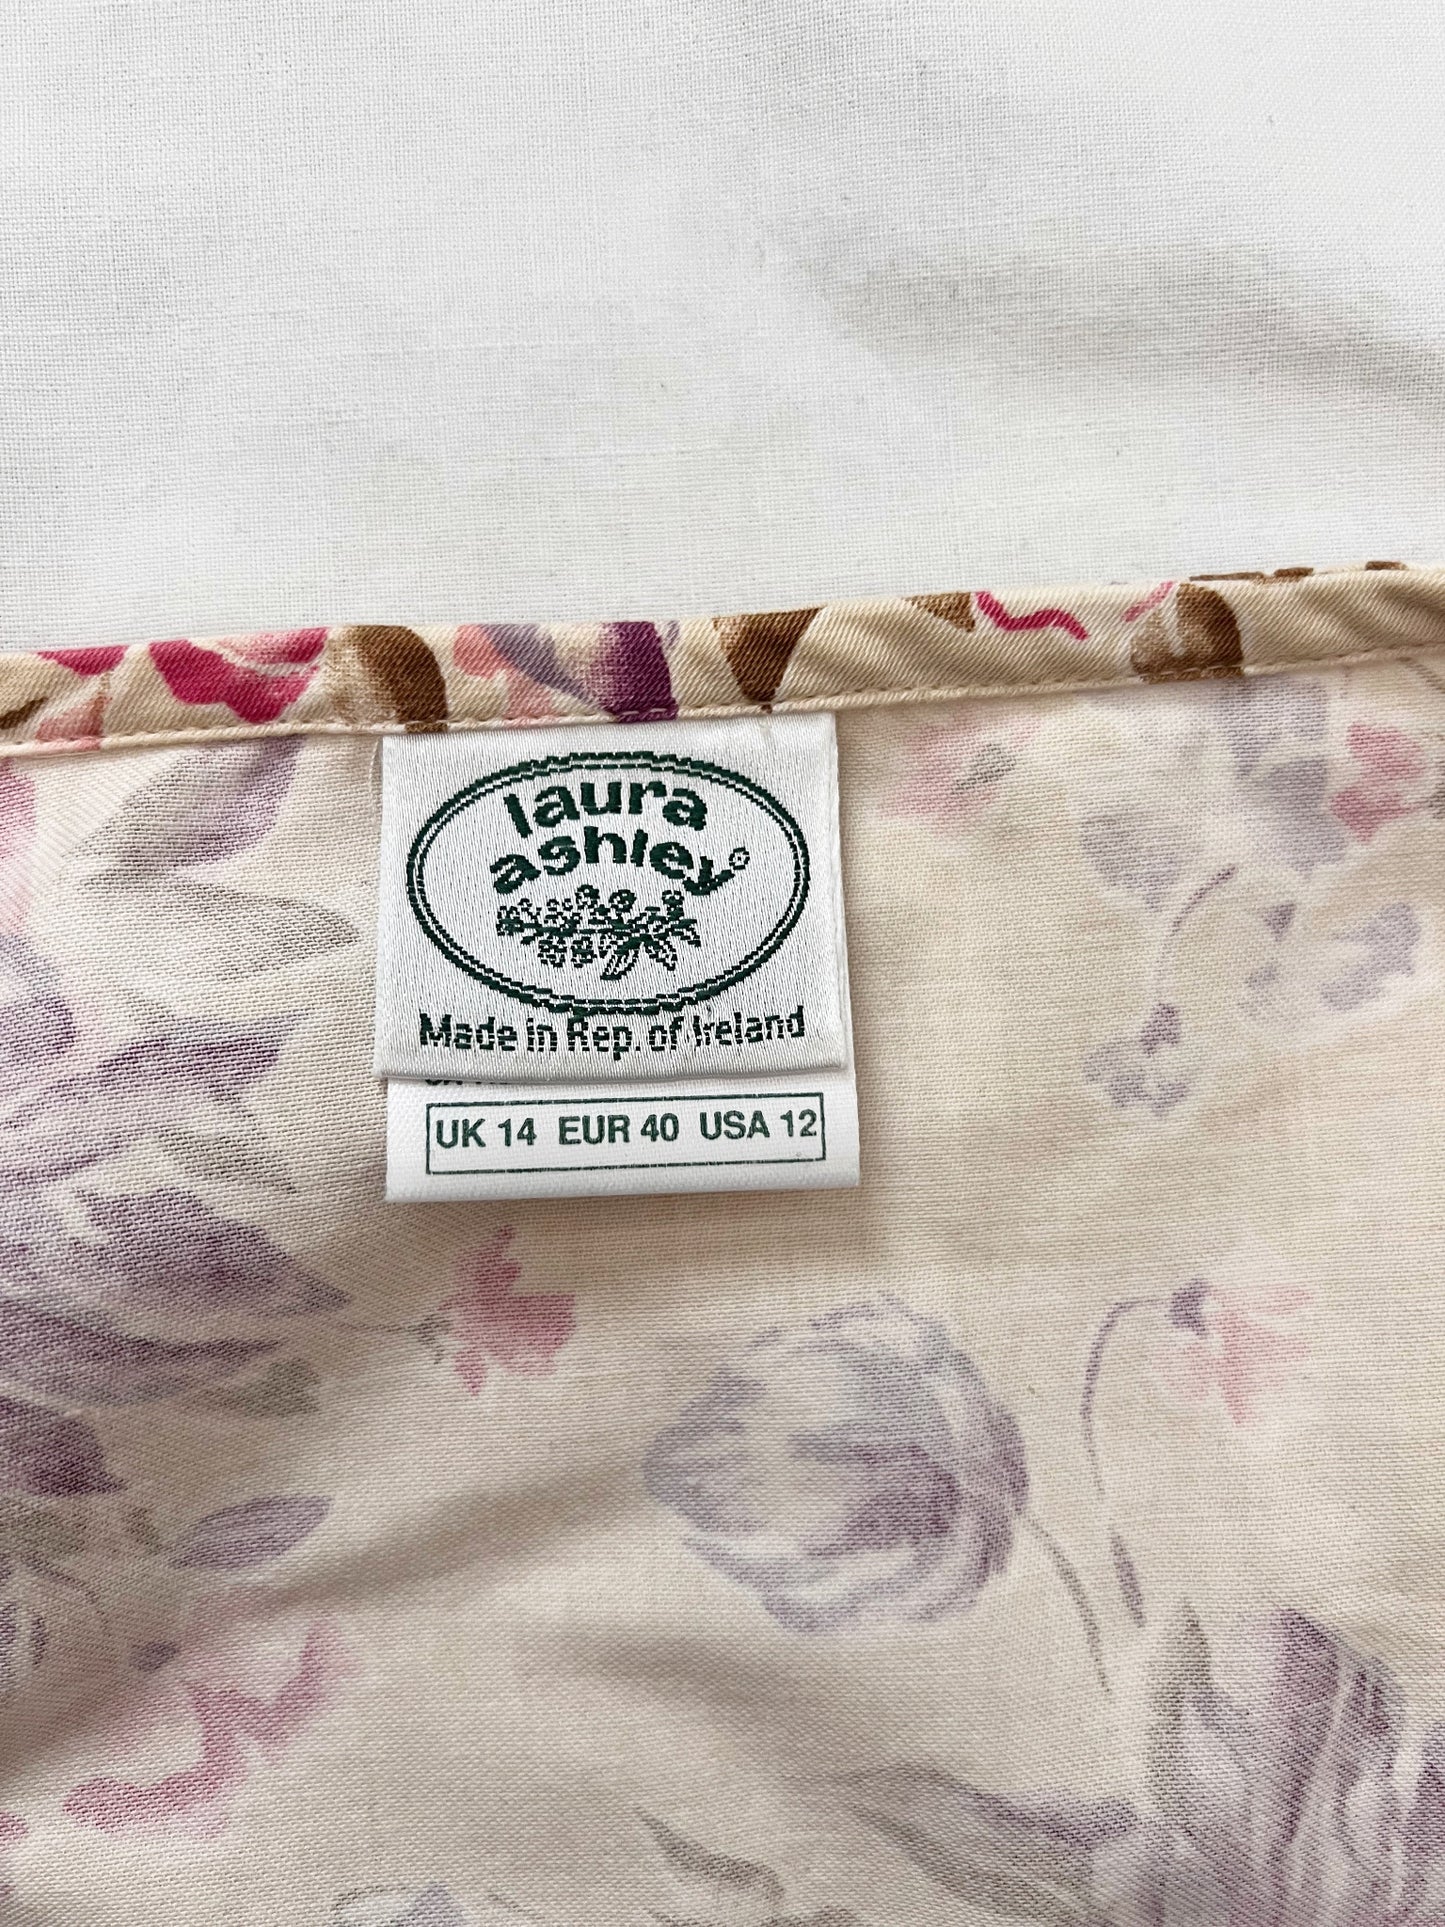 laura
ashley®
Made in Rep. of Ireland
UK 14 EUR 40 USA 12